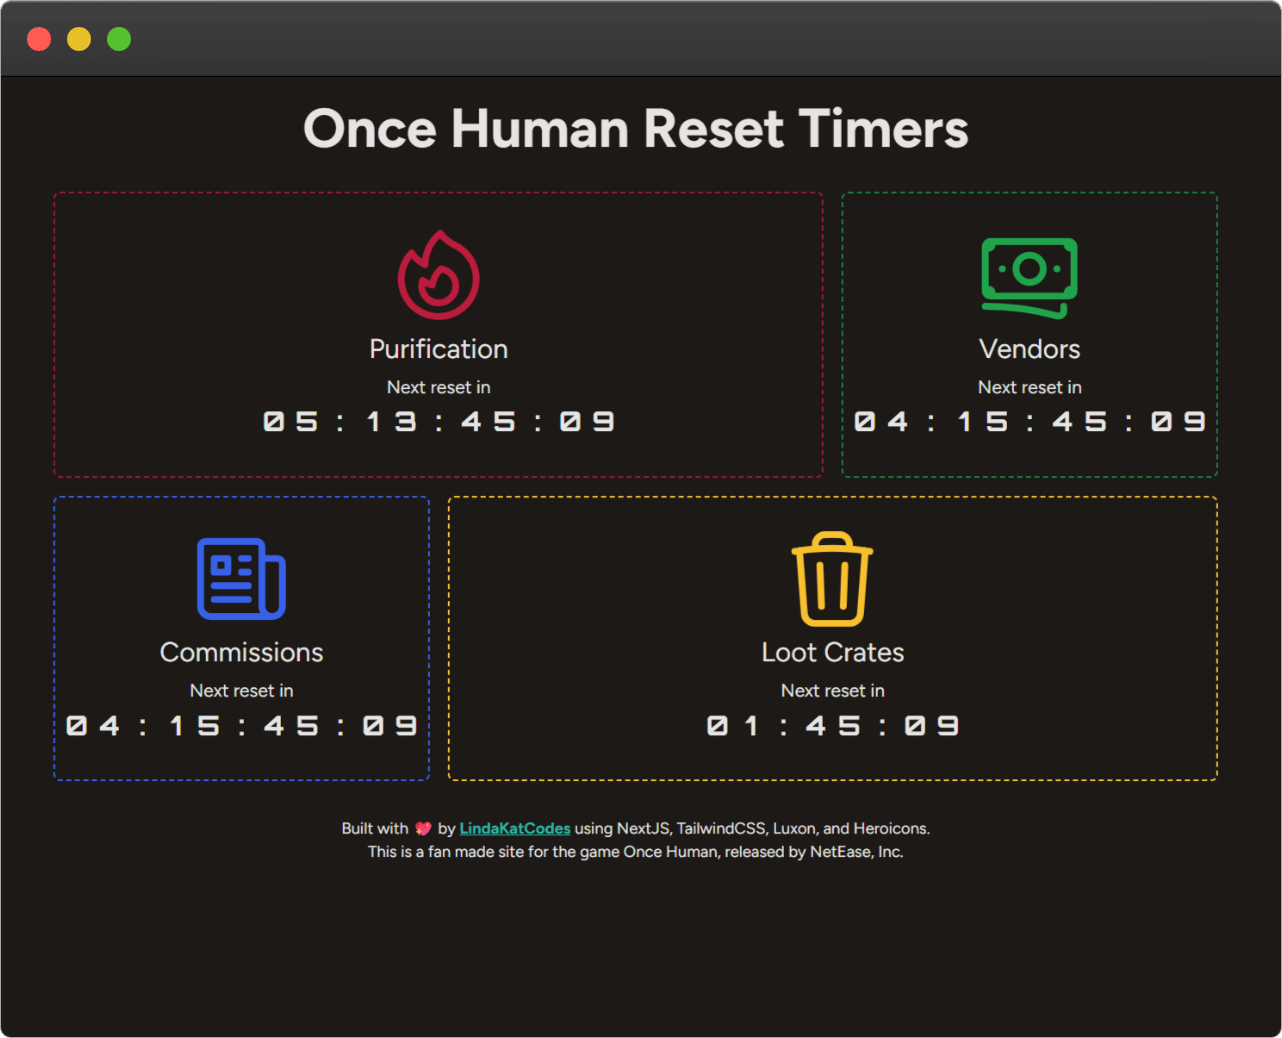 Once Human Reset Timers
Purification
Next reset in
05:13:45:09
Vendors
Next reset in
04:15:45:09
Commissions
Next reset in
04:15:45:09
Loot Crates
Next reset in
01:45:09
Built with 💖 by LindaKatCodes using NextJS, TailwindCSS, Luxon, and Heroicons.
This is a fan made site for the game Once Human, released by NetEase, Inc.